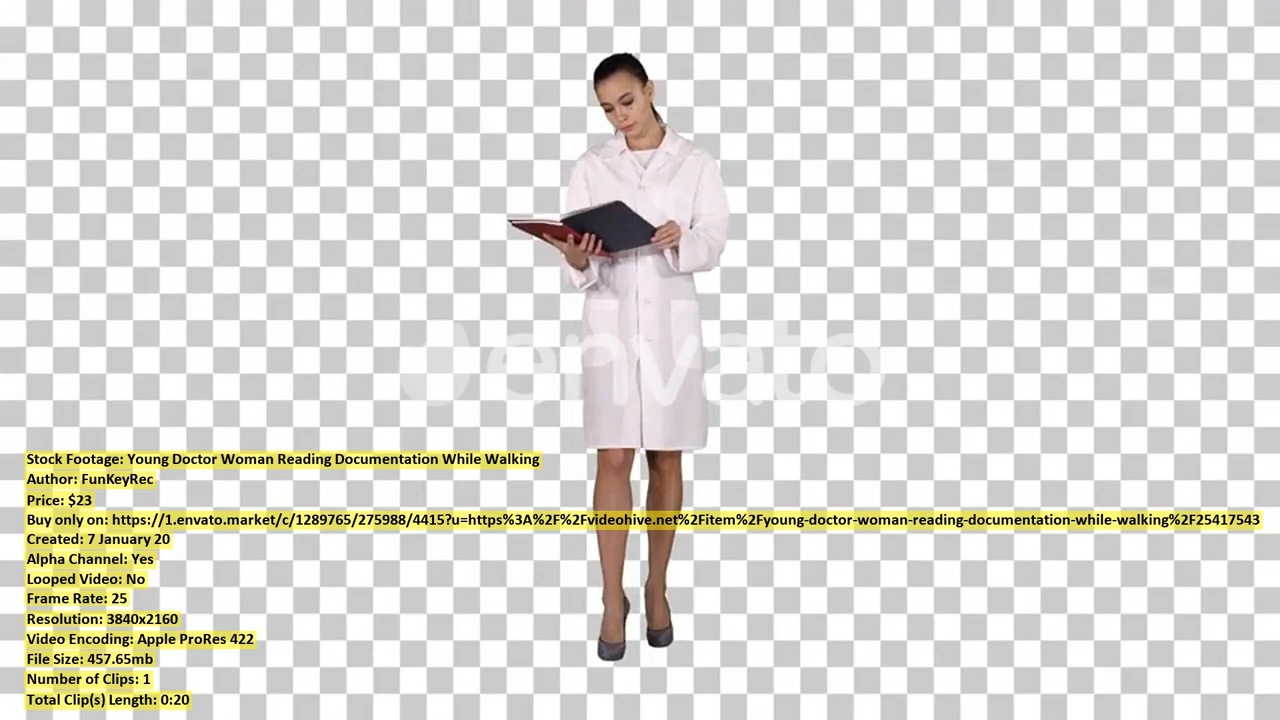 envato
Stock Footage: Young Doctor Woman Reading Documentation While Walking
Author: FunKeyRec
Price: $23
Buy only on: https://1.envato.market/c/1289765/275988/4415?u=https%3A%2F%2Fvideohive.net%2Fitem%2Fyoung-doctor-woman-reading-documentation-while-walking%2F25417543
Created: 7 January 20
Alpha Channel: Yes
Looped Video: No
Frame Rate: 25
Resolution: 3840x2160
Video Encoding: Apple ProRes 422
File Size: 457.65mb
Number of Clips: 1
Total Clip(s) Length: 0:20